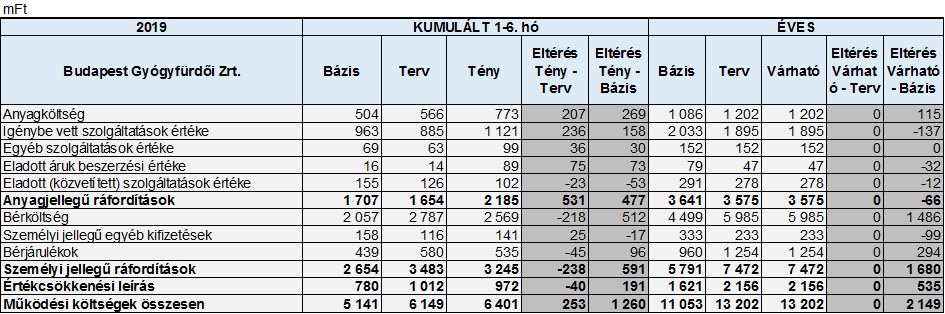 mFt
2019 KUMULÁLT 1-6. hó ÉVES
Budapest Gyógyfürdői Zrt. Bázis Terv Tény Eltérés Tény - Terv Eltérés Tény - Bázis Bázis Terv Várható Eltérés Várhat ó - Terv Eltérés Várható - Bázis
Anyagköltség 504 566 773 207 269 1 086 1 202 1 202 0 115
Igénybe vett szolgáltatások értéke 963 885 1 121 236 158 2 033 1 895 1 895 0 -137
Egyéb szolgáltatások értéke 69 63 99 36 30 152 152 152 0 0
Eladott áruk beszerzési értéke 16 14 89 75 73 79 47 47 0 -32
Eladott (közvetített) szolgáltatások értéke 155 126 102 -23 -53 291 278 278 0 -12
Anyagjellegű ráfordítások 1 707 1 654 2 185 531 477 3 641 3 575 3 575 0 -66
Bérköltség 2 057 2 787 2 569 -218 512 4 499 5 985 5 985 0 1 486
Személyi jellegű egyéb kifizetések 158 116 141 25 -17 333 233 233 0 -99
Bérjárulékok 439 580 535 -45 96 960 1 254 1 254 0 294
Személyi jellegű ráfordítások 2 654 3 483 3 245 -238 591 5 791 7 472 7 472 0 1 680
Értékcsökkenési leírás 780 1 012 972 -40 191 1 621 2 156 2 156 0 535
Működési költségek összesen 5 141 6 149 6 401 253 1 260 11 053 13 202 13 202 0 2 149